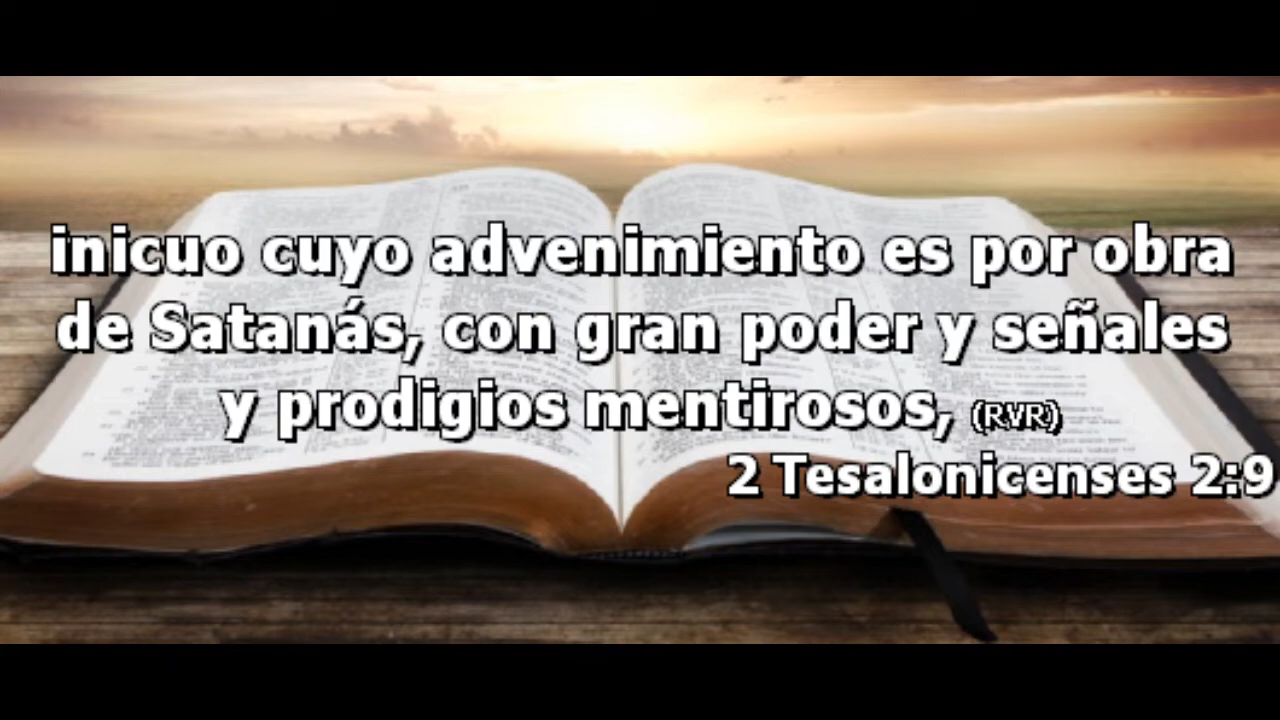 inicuo cuyo advenimiento es por obra
de Satanás, con gran poder y señales
y prodigios mentirosos, (RVR)
2 Tesalonicenses 2:9